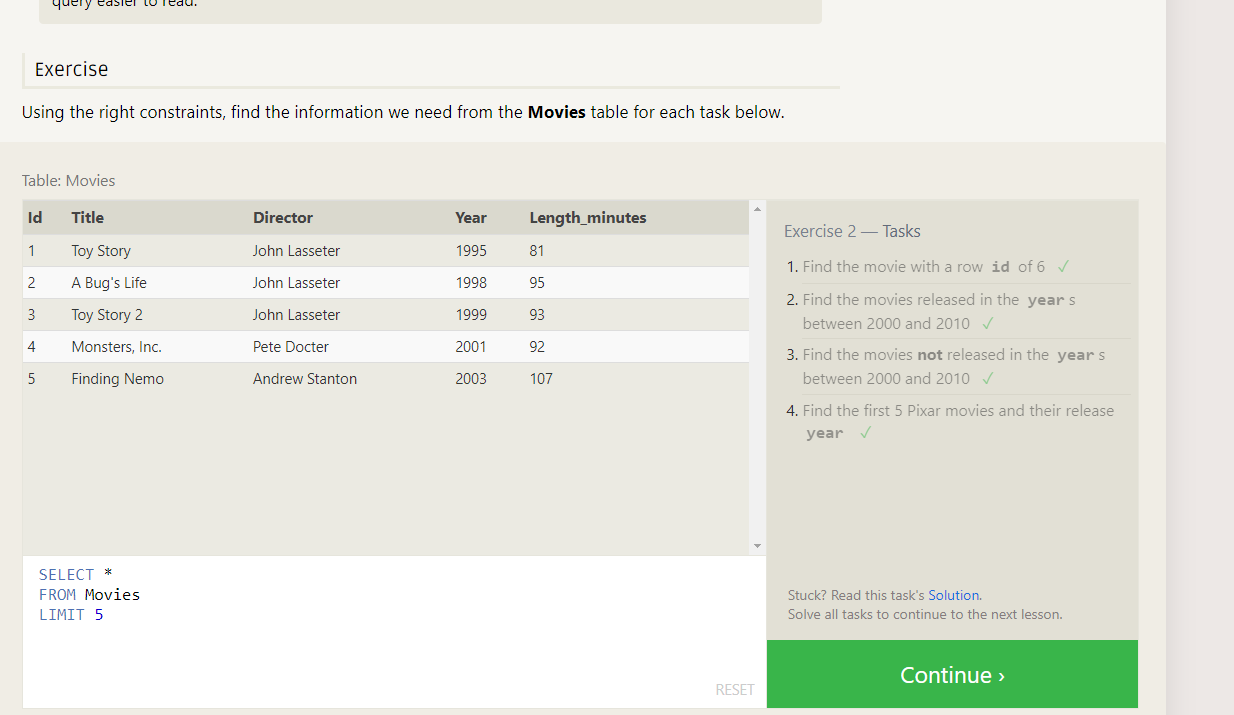 query easier to read.
Exercise
Using the right constraints, find the information we need from the Movies table for each task below.
Table: Movies
Id Title Director Year Length_minutes
1 Toy Story John Lasseter 1995 81
2 A Bug's Life John Lasseter 1998 95
3 Toy Story 2 John Lasseter 1999 93
4 Monsters, Inc. Pete Docter 2001 92
5 Finding Nemo Andrew Stanton 2003 107
SELECT *
FROM Movies
LIMIT 5
RESET
Exercise 2 — Tasks
1. Find the movie with a row id of 6 ✓
2. Find the movies released in the year s
between 2000 and 2010 ✓
3. Find the movies not released in the year s
between 2000 and 2010 ✓
4. Find the first 5 Pixar movies and their release
year ✓
Stuck? Read this task's Solution.
Solve all tasks to continue to the next lesson.
Continue ›